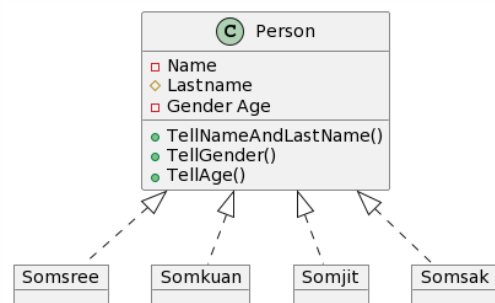 C Person
Name
Lastname
Gender Age
TellNameAndLastName()
TellGender()
TellAge()
Somsree Somkuan Somjit Somsak